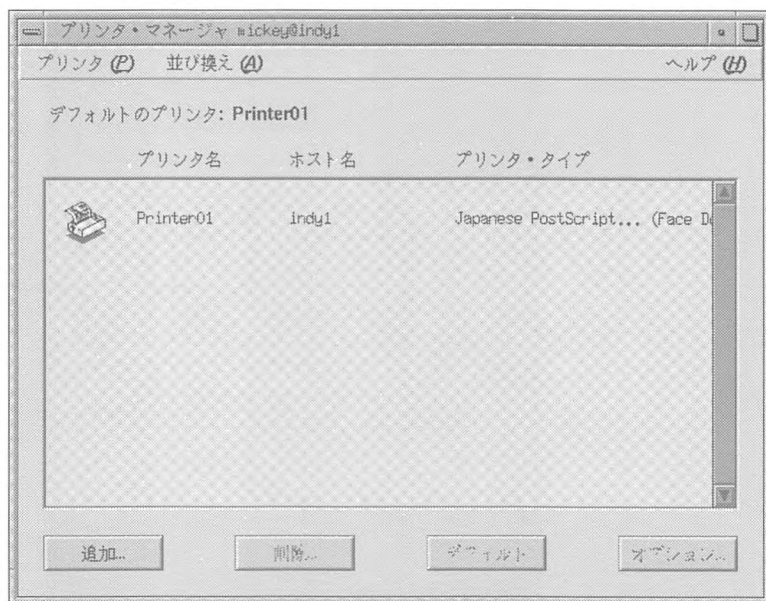 プリンタ・マネージャ mickey@indy1
プリンタ (P) 並び換え (A) ヘルプ (H)
デフォルトのプリンタ: Printer01
プリンタ名 ホスト名 プリンタ・タイプ
Printer01 indy1 Japanese PostScript... (Face De
追加... 削除... デフォルト オプション...